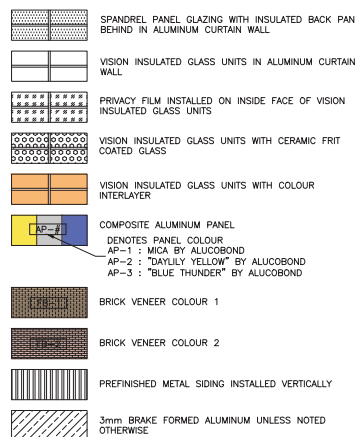 SPANDREL PANEL GLAZING WITH INSULATED BACK PAN
BEHIND IN ALUMINUM CURTAIN WALL
VISION INSULATED GLASS UNITS IN ALUMINUM CURTAIN
WALL
PRIVACY FILM INSTALLED ON INSIDE FACE OF VISION
INSULATED GLASS UNITS
VISION INSULATED GLASS UNITS WITH CERAMIC FRIT
COATED GLASS
VISION INSULATED GLASS UNITS WITH COLOUR
INTERLAYER
AP-#
COMPOSITE ALUMINUM PANEL
DENOTES PANEL COLOUR
AP-1 : MICA BY ALUCOBOND
AP-2 : "DAYLILY YELLOW" BY ALUCOBOND
AP-3 : "BLUE THUNDER" BY ALUCOBOND
BRICK VENEER COLOUR 1
BRICK VENEER COLOUR 2
PREFINISHED METAL SIDING INSTALLED VERTICALLY
3mm BRAKE FORMED ALUMINUM UNLESS NOTED
OTHERWISE